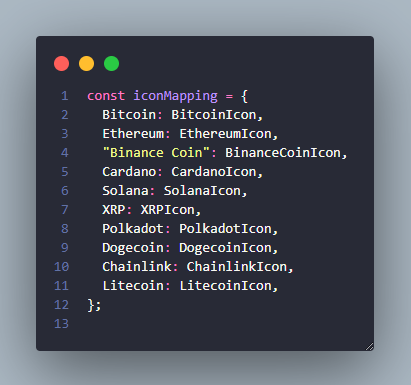 1 const iconMapping = {
2 Bitcoin: BitcoinIcon,
3 Ethereum: EthereumIcon,
4 "Binance Coin": BinanceCoinIcon,
5 Cardano: CardanoIcon,
6 Solana: SolanaIcon,
7 XRP: XRPIcon,
8 Polkadot: PolkadotIcon,
9 Dogecoin: DogecoinIcon,
10 Chainlink: ChainlinkIcon,
11 Litecoin: LitecoinIcon,
12 };
13